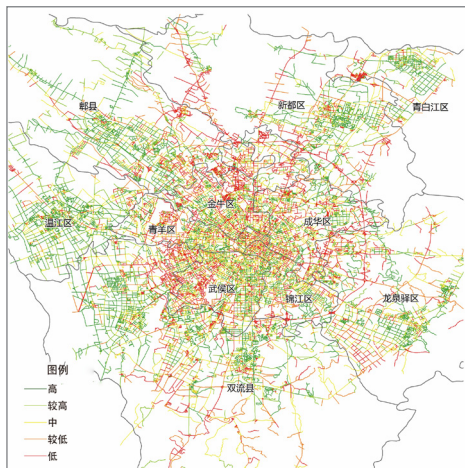 郫县
新都区
青白江区
金牛区
成华区
温江区
青羊区
武侯区
锦江区
龙泉驿区
双流县
图例
高
较高
中
较低
低